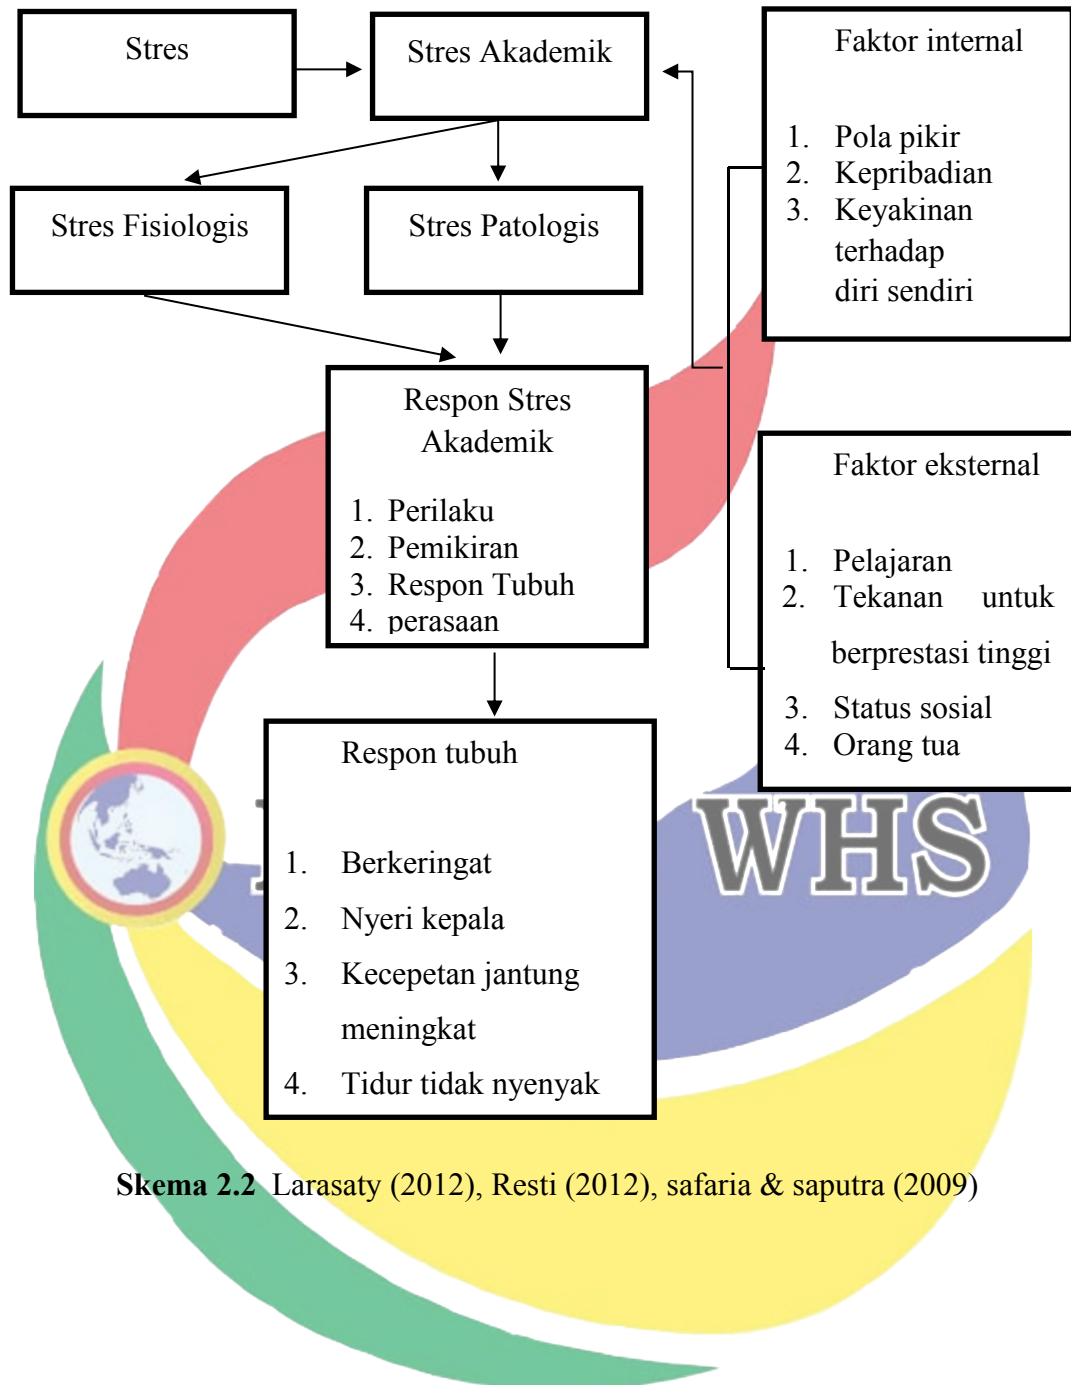 Stres
Stres Akademik
Faktor internal
1. Pola pikir
2. Kepribadian
3. Keyakinan
terhadap
diri sendiri
Stres Fisiologis
Stres Patologis
Respon Stres
Akademik
1. Perilaku
2. Pemikiran
3. Respon Tubuh
4. perasaan
Faktor eksternal
1. Pelajaran
2. Tekanan untuk
berprestasi tinggi
3. Status sosial
4. Orang tua
Respon tubuh
1. Berkeringat
2. Nyeri kepala
3. Kecepetan jantung
meningkat
4. Tidur tidak nyenyak
WHS
Skema 2.2 Larasaty (2012), Resti (2012), safaria & saputra (2009)